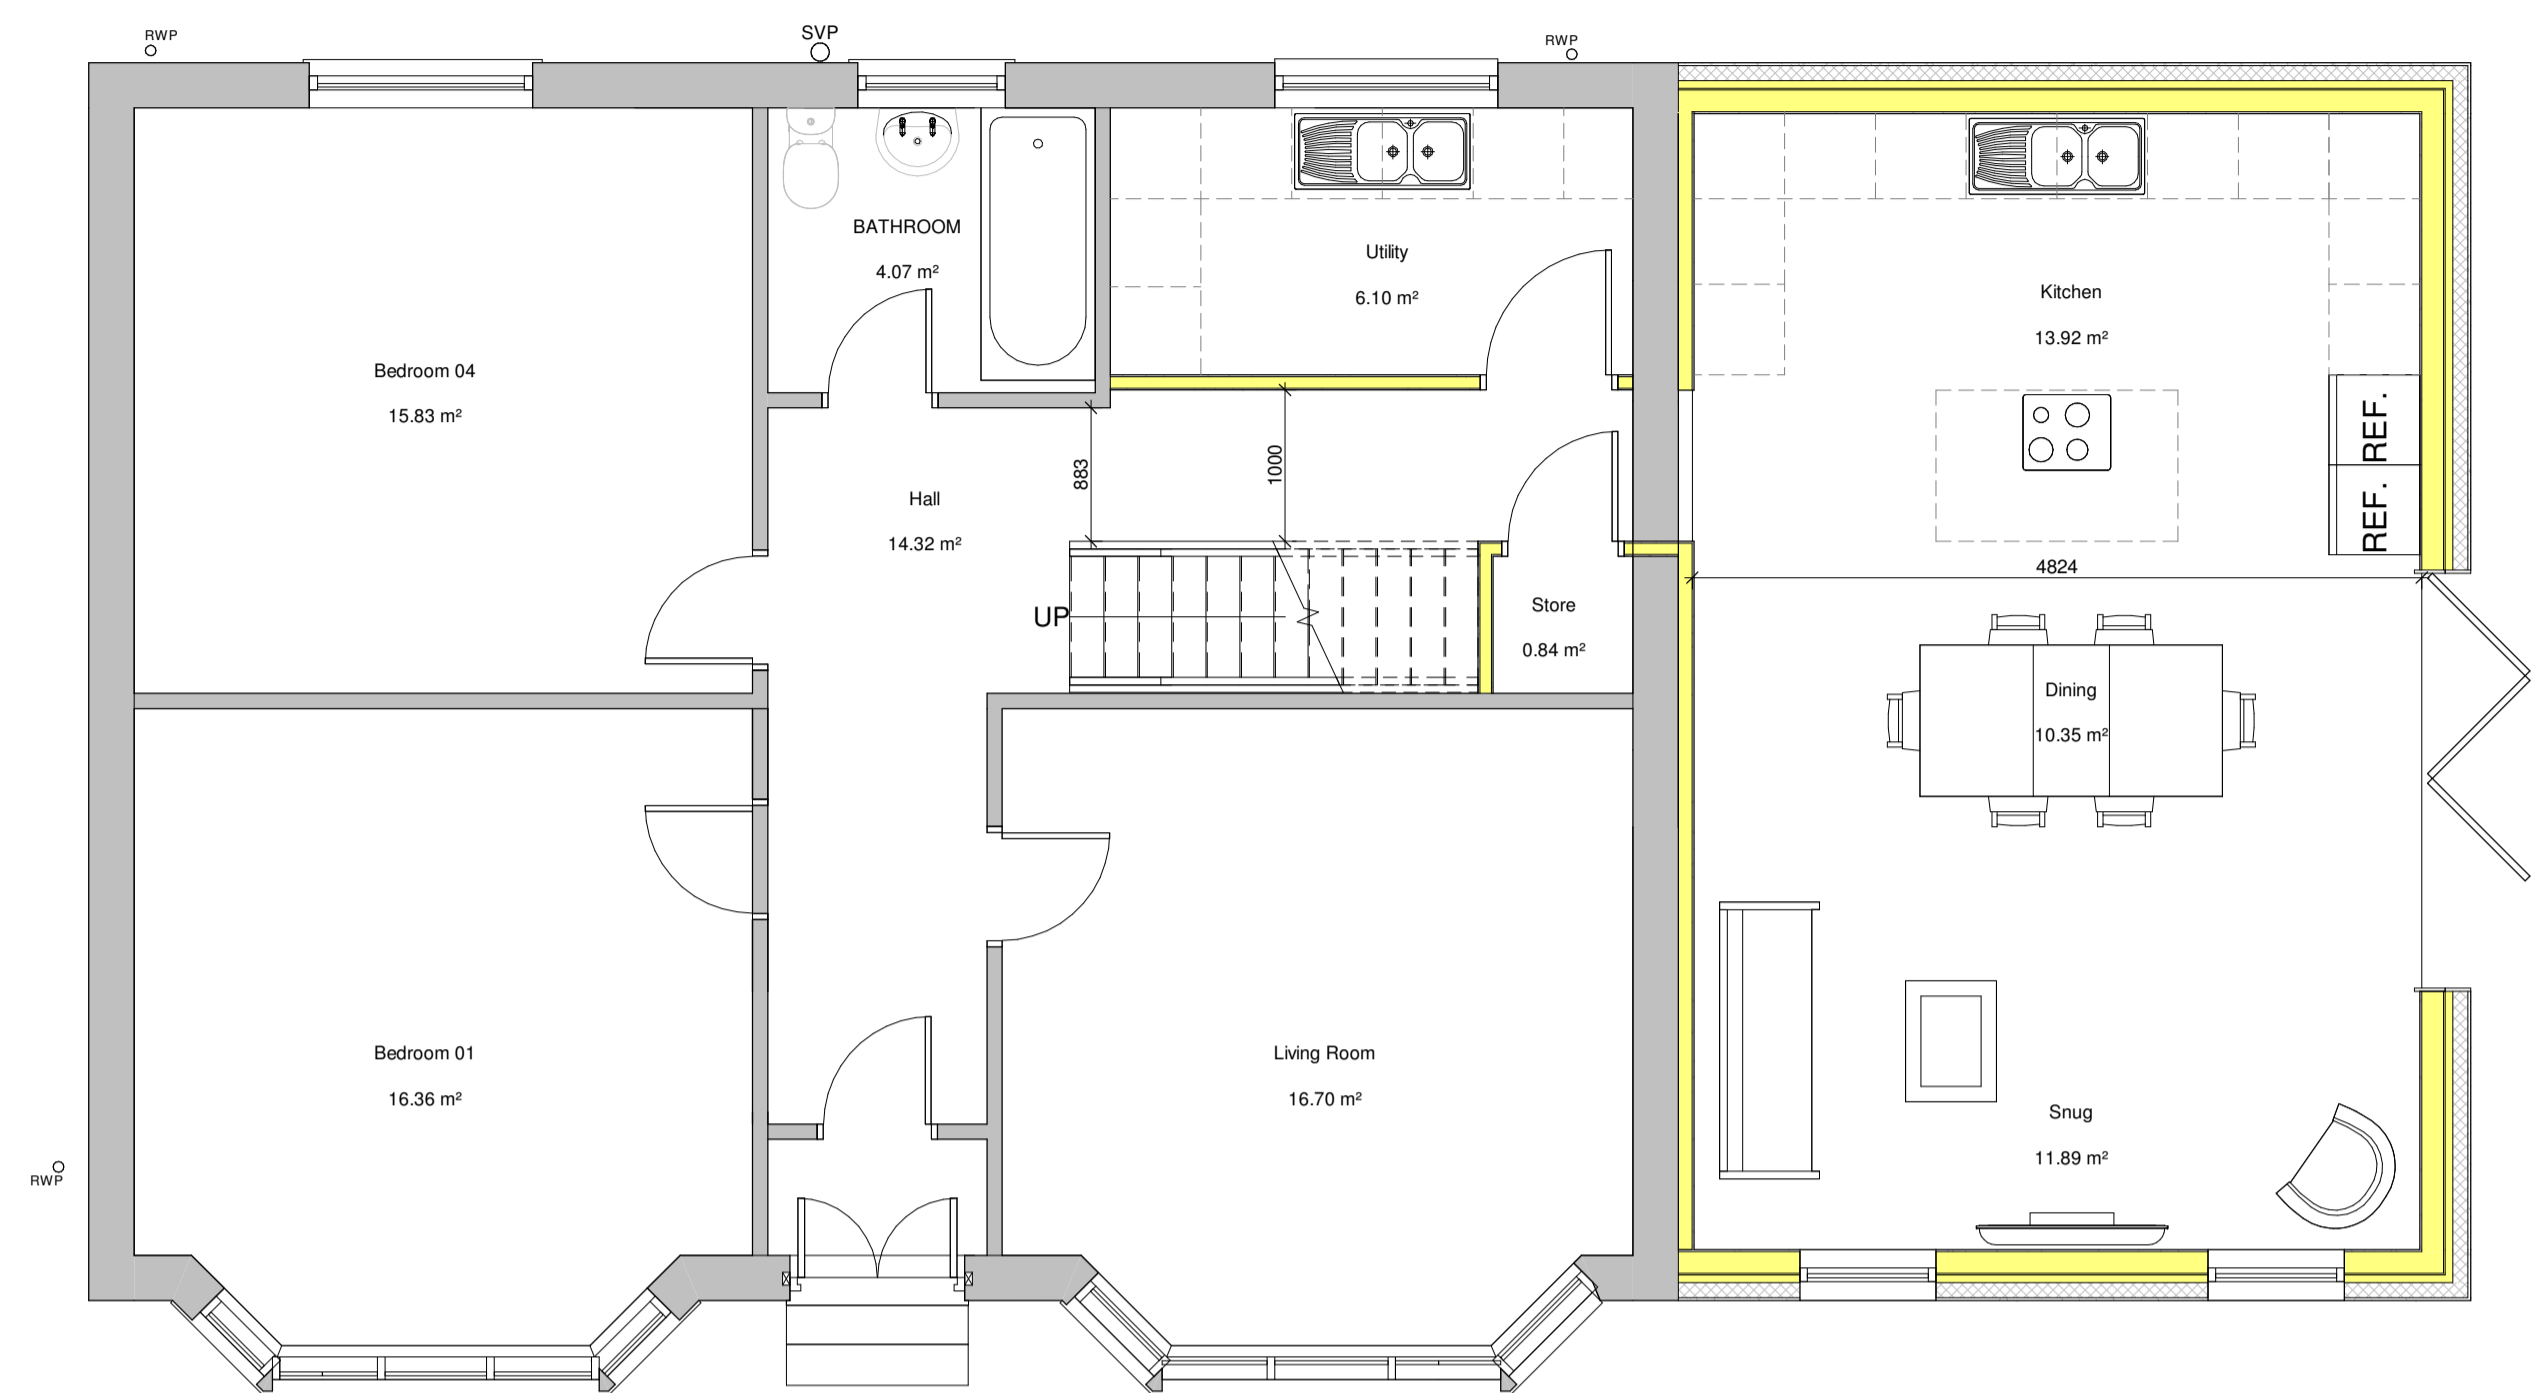 RWP
SVP
RWP
BATHROOM
4.07 m²
Utility
6.10 m²
Kitchen
13.92 m²
Bedroom 04
15.83 m²
REF.
REF.
883
1000
Hall
14.32 m²
4824
UP
Store
0.84 m²
Dining
10.35 m²
Bedroom 01
16.36 m²
Living Room
16.70 m²
Snug
11.89 m²
RWP